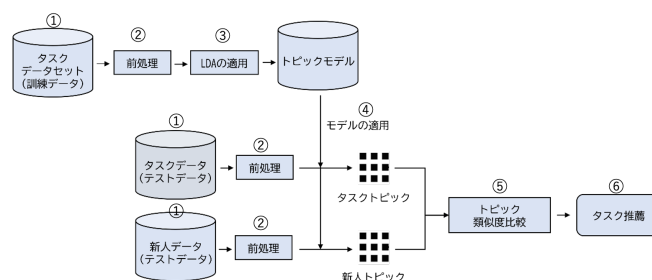 ①
タスク
データセット
(訓練データ)
②
前処理
③
LDAの適用
トピックモデル
④
モデルの適用
①
タスクデータ
(テストデータ)
②
前処理
タスクトピック
①
新人データ
(テストデータ)
②
前処理
新人トピック
⑤
トピック
類似度比較
⑥
タスク推薦